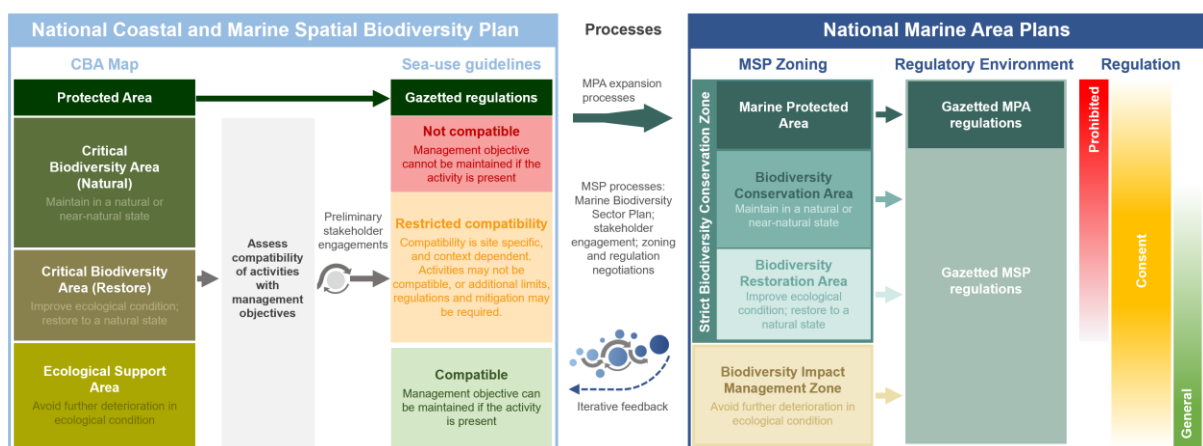 National Coastal and Marine Spatial Biodiversity Plan
CBA Map
Sea-use guidelines
Protected Area
Gazetted regulations
Critical
Biodiversity Area
(Natural)
Maintain in a natural or
near-natural state
Critical Biodiversity
Area (Restore)
Improve ecological condition;
restore to a natural state
Ecological Support
Area
Avoid further deterioration in
ecological condition
Assess
compatibility
of activities
with
management
objectives
Preliminary
stakeholder
engagements
Not compatible
Management objective
cannot be maintained if the
activity is present
Restricted compatibility
Compatibility is site specific,
and context dependent.
Activities may not be
compatible, or additional limits,
regulations and mitigation may
be required.
Compatible
Management objective can
be maintained if the activity
is present
Processes
MPA expansion
processes
MSP processes:
Marine Biodiversity
Sector Plan;
stakeholder
engagement; zoning
and regulation
negotiations
Iterative feedback
National Marine Area Plans
MSP Zoning
Regulatory Environment
Regulation
Strict Biodiversity Conservation Zone
Marine Protected
Area
Biodiversity
Conservation Area
Maintain in a natural or
near-natural state
Biodiversity
Restoration Area
Improve ecological
condition; restore to
a natural state
Biodiversity Impact
Management Zone
Avoid further deterioration in
ecological condition
Gazetted MPA
regulations
Gazetted MSP
regulations
Prohibited
Consent
General